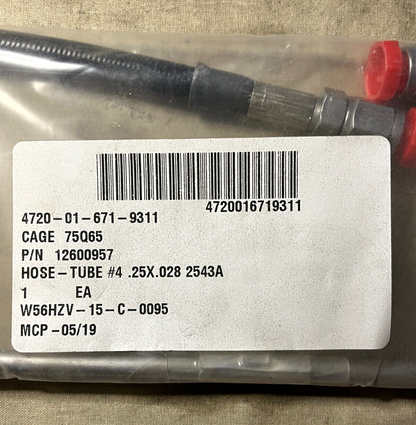 4720016719311
4720-01-671-9311
CAGE 75Q65
P/N 12600957
HOSE-TUBE #4 .25X.028 2543A
1 EA
W56HZV-15-C-0095
MCP-05/19